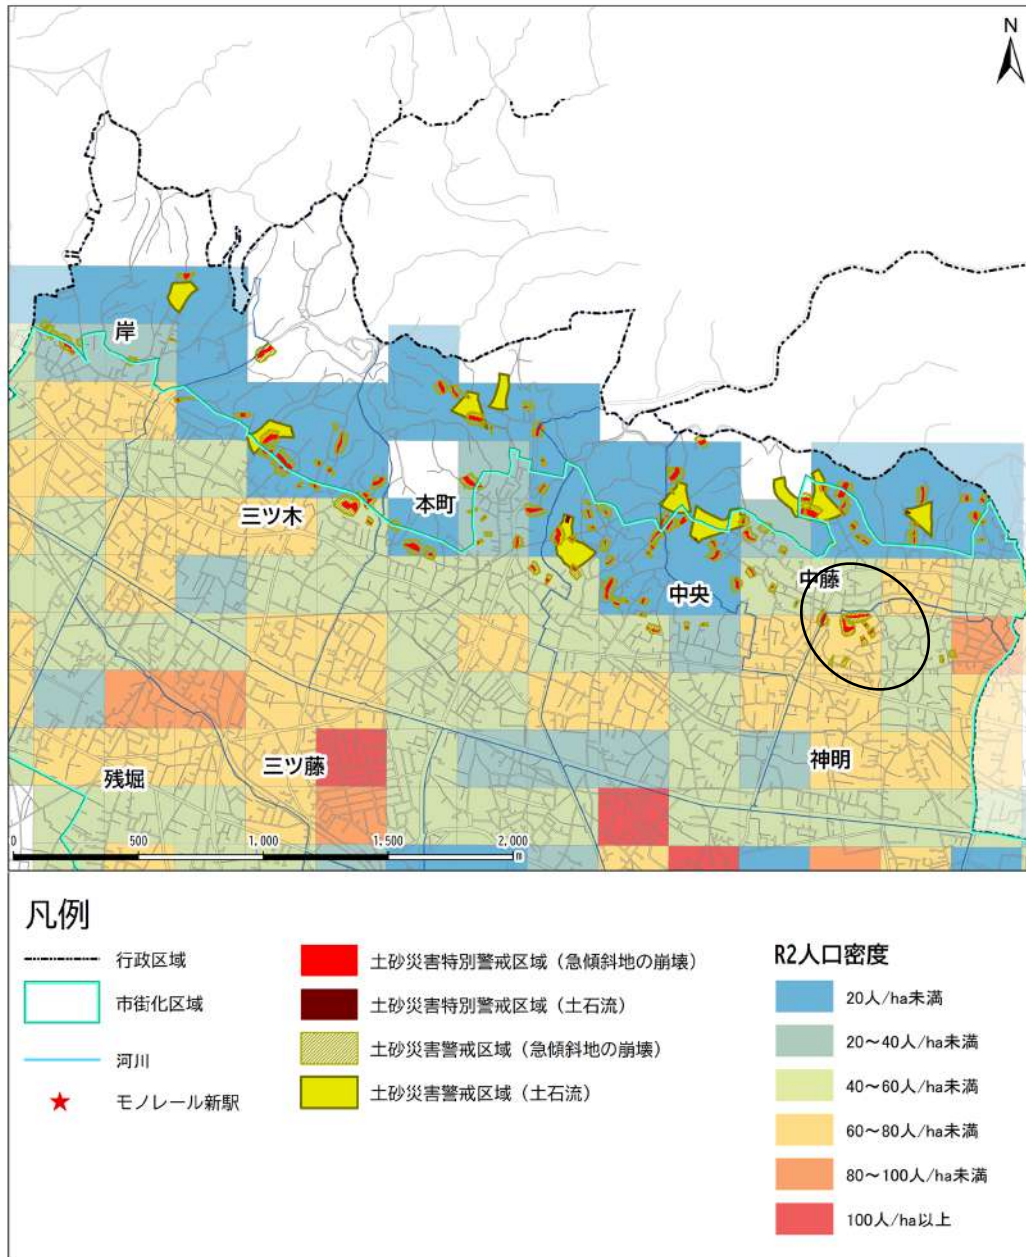 N
岸
本町
三ツ木
中藤
中央
神明
三ツ藤
残堀
0 500 1,000 1,500 2,000
m
凡例
行政区域
市街化区域
河川
モノレール新駅
土砂災害特別警戒区域（急傾斜地の崩壊）
土砂災害特別警戒区域（土石流）
土砂災害警戒区域（急傾斜地の崩壊）
土砂災害警戒区域（土石流）
R2人口密度
20人/ha未満
20～40人/ha未満
40～60人/ha未満
60～80人/ha未満
80～100人/ha未満
100人/ha以上